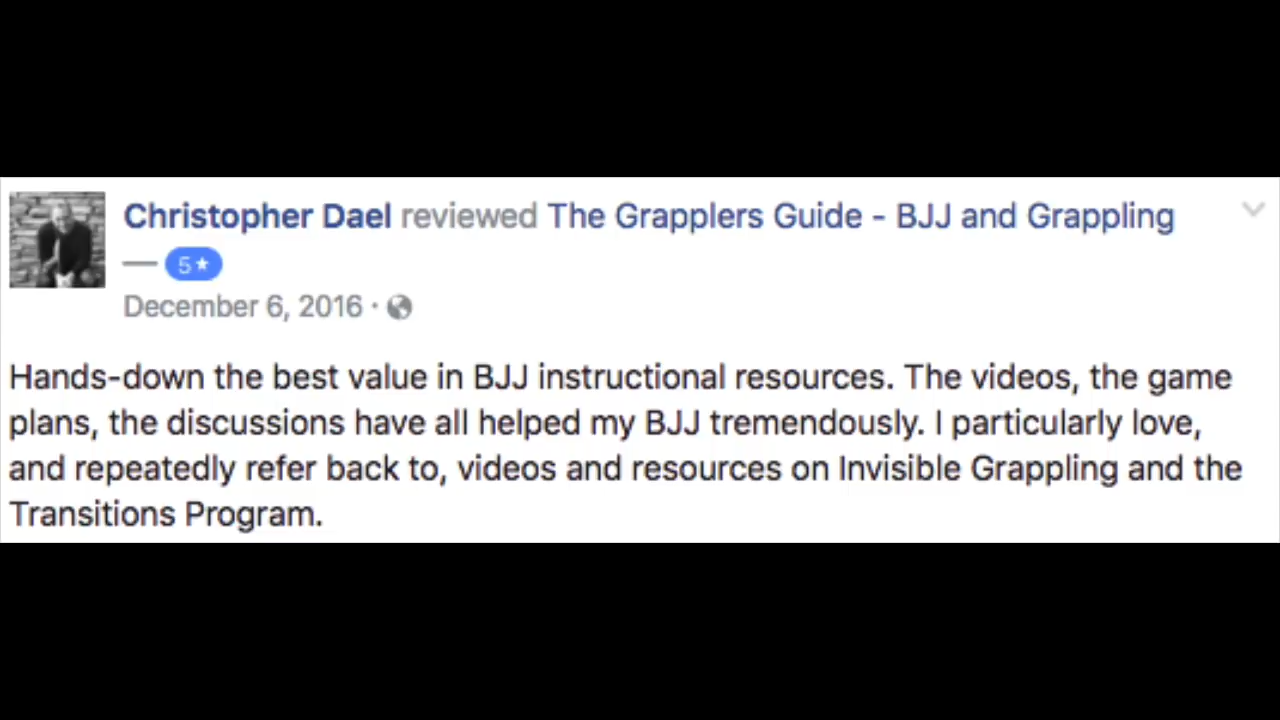 Christopher Dael reviewed The Grapplers Guide - BJJ and Grappling
— 5★
December 6, 2016 ·
Hands-down the best value in BJJ instructional resources. The videos, the game
plans, the discussions have all helped my BJJ tremendously. I particularly love,
and repeatedly refer back to, videos and resources on Invisible Grappling and the
Transitions Program.